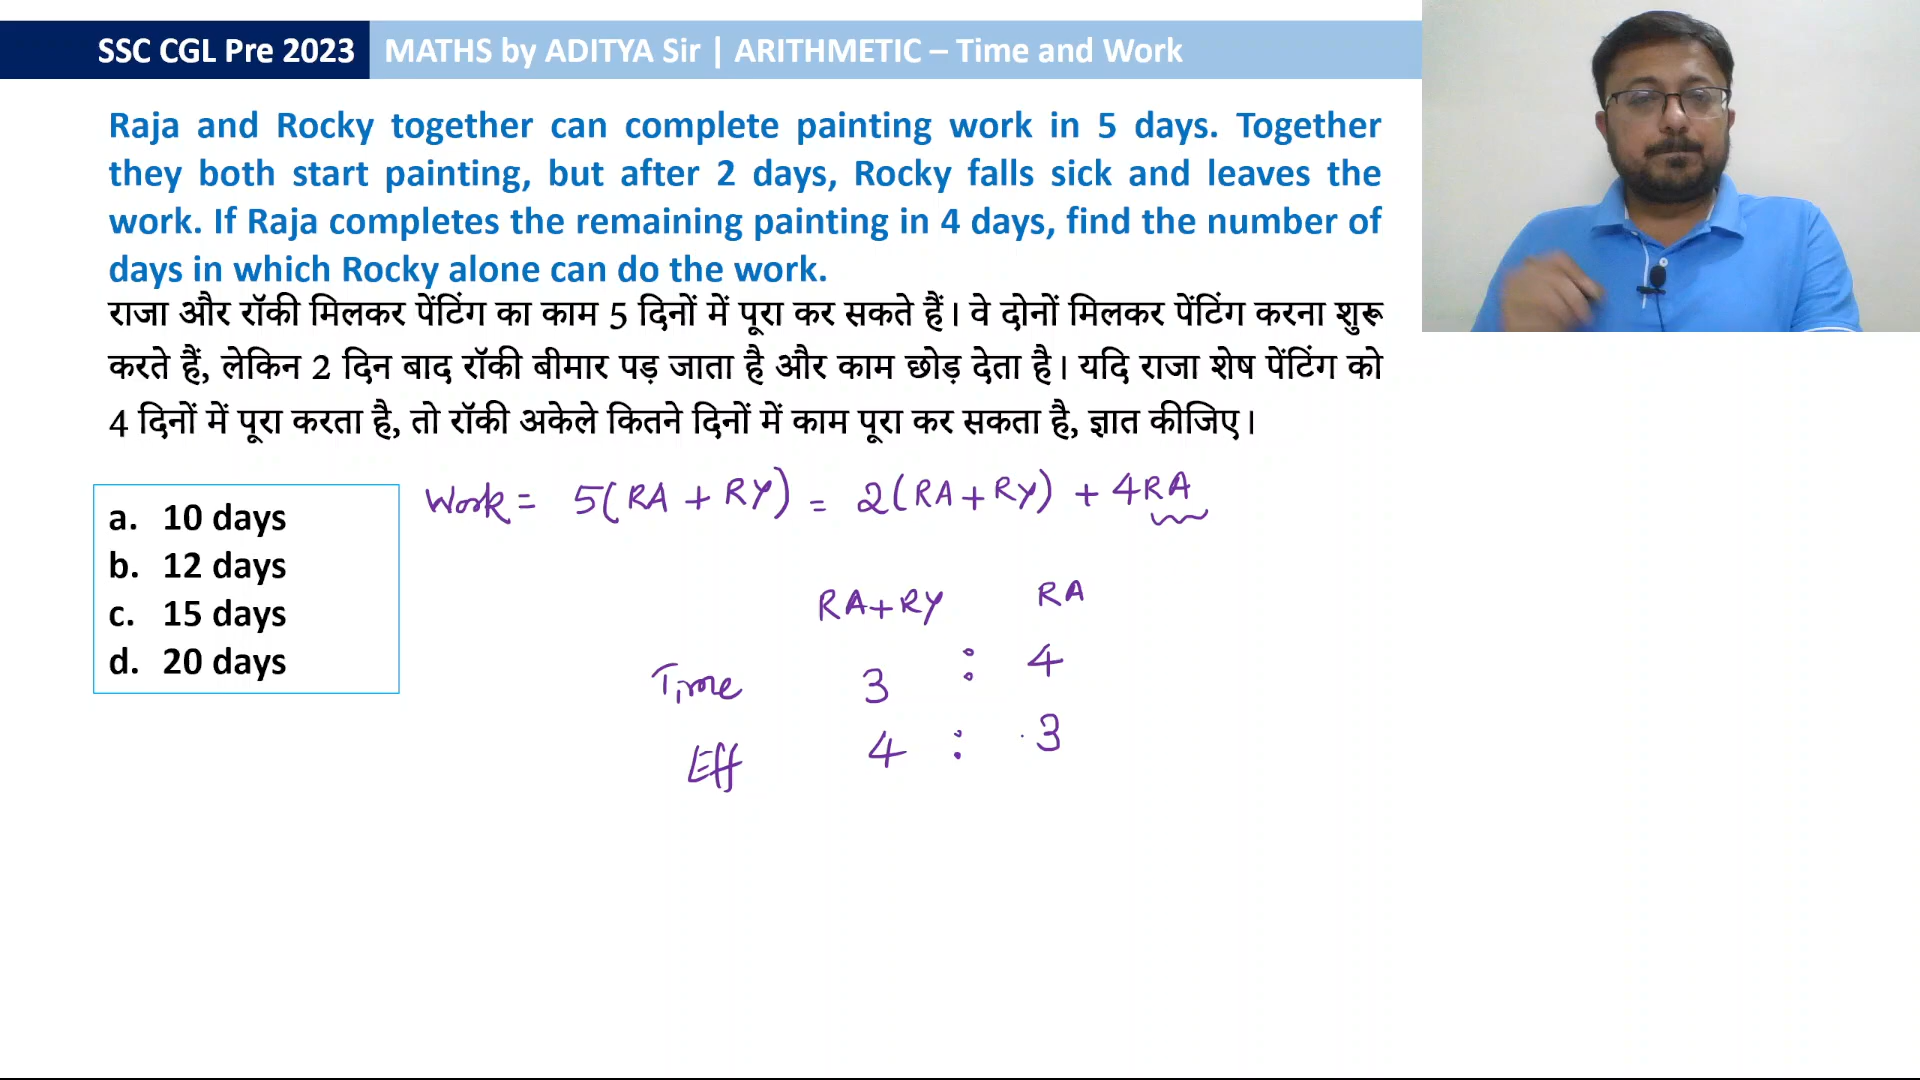 SSC CGL Pre 2023 MATHS by ADITYA Sir | ARITHMETIC – Time and Work
Raja and Rocky together can complete painting work in 5 days. Together
they both start painting, but after 2 days, Rocky falls sick and leaves the
work. If Raja completes the remaining painting in 4 days, find the number of
days in which Rocky alone can do the work.
राजा और रॉकी मिलकर पेंटिंग का काम 5 दिनों में पूरा कर सकते हैं। वे दोनों मिलकर पेंटिंग करना शुरू
करते हैं, लेकिन 2 दिन बाद रॉकी बीमार पड़ जाता है और काम छोड़ देता है। यदि राजा शेष पेंटिंग को
4 दिनों में पूरा करता है, तो रॉकी अकेले कितने दिनों में काम पूरा कर सकता है, ज्ञात कीजिए।
a. 10 days
b. 12 days
c. 15 days
d. 20 days
Work = 5(RA + RY) = 2(RA+RY) + 4RA
RA+RY RA
Time 3 : 4
Eff 4 : 3